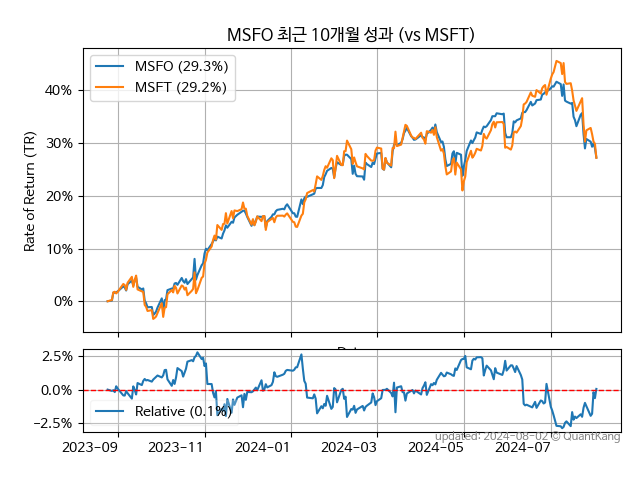 MSFO 최근 10개월 성과 (vs MSFT)
MSFO (29.3%)
MSFT (29.2%)
Rate of Return (TR)
40%
30%
20%
10%
0%
2.5%
0.0%
−2.5%
Relative (0.1%)
2023-09 2023-11 2024-01 2024-03 2024-05 2024-07
updated: 2024-08-02 © QuantKang